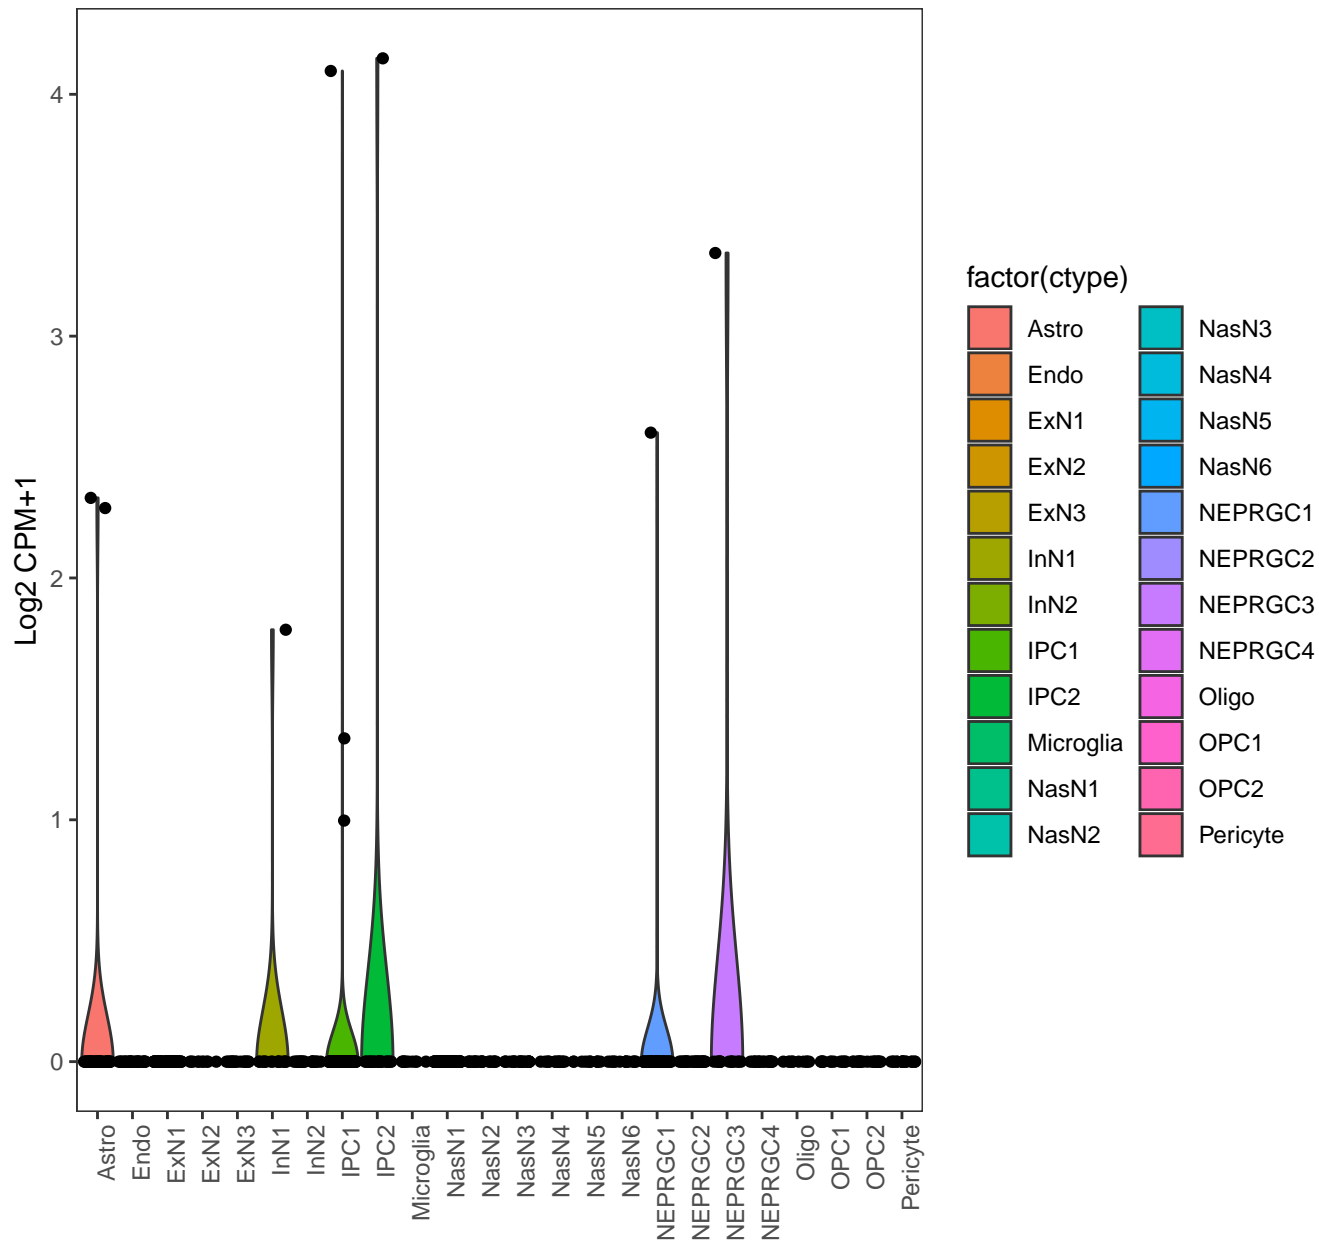 4
3
2
1
0
Log2 CPM+1
Astro
Endo
ExN1
ExN2
ExN3
InN1
InN2
IPC1
IPC2
Microglia
NasN1
NasN2
NasN3
NasN4
NasN5
NasN6
NEPRGC1
NEPRGC2
NEPRGC3
NEPRGC4
Oligo
OPC1
OPC2
Pericyte
factor(ctype)
Astro
Endo
ExN1
ExN2
ExN3
InN1
InN2
IPC1
IPC2
Microglia
NasN1
NasN2
NasN3
NasN4
NasN5
NasN6
NEPRGC1
NEPRGC2
NEPRGC3
NEPRGC4
Oligo
OPC1
OPC2
Pericyte